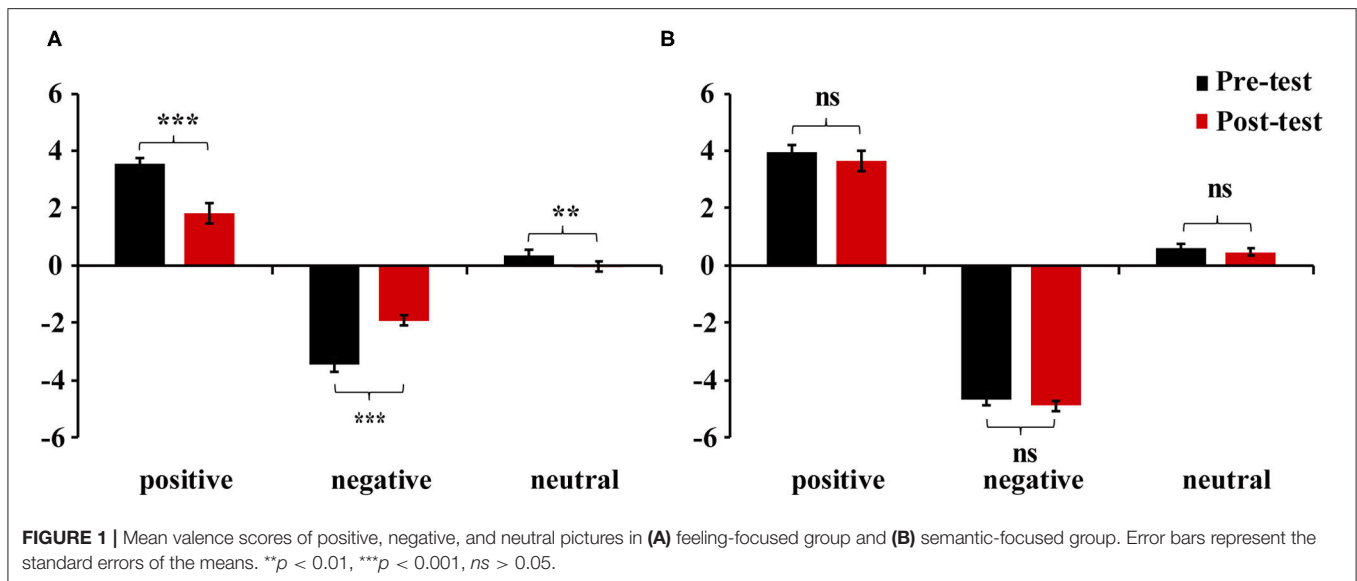 A
B
6
4
2
0
-2
-4
-6
***
***
**
positive
negative
neutral
6
4
2
0
-2
-4
-6
ns
ns
ns
Pre-test
Post-test
positive
negative
neutral
FIGURE 1 | Mean valence scores of positive, negative, and neutral pictures in (A) feeling-focused group and (B) semantic-focused group. Error bars represent the
standard errors of the means. **p < 0.01, ***p < 0.001, ns > 0.05.